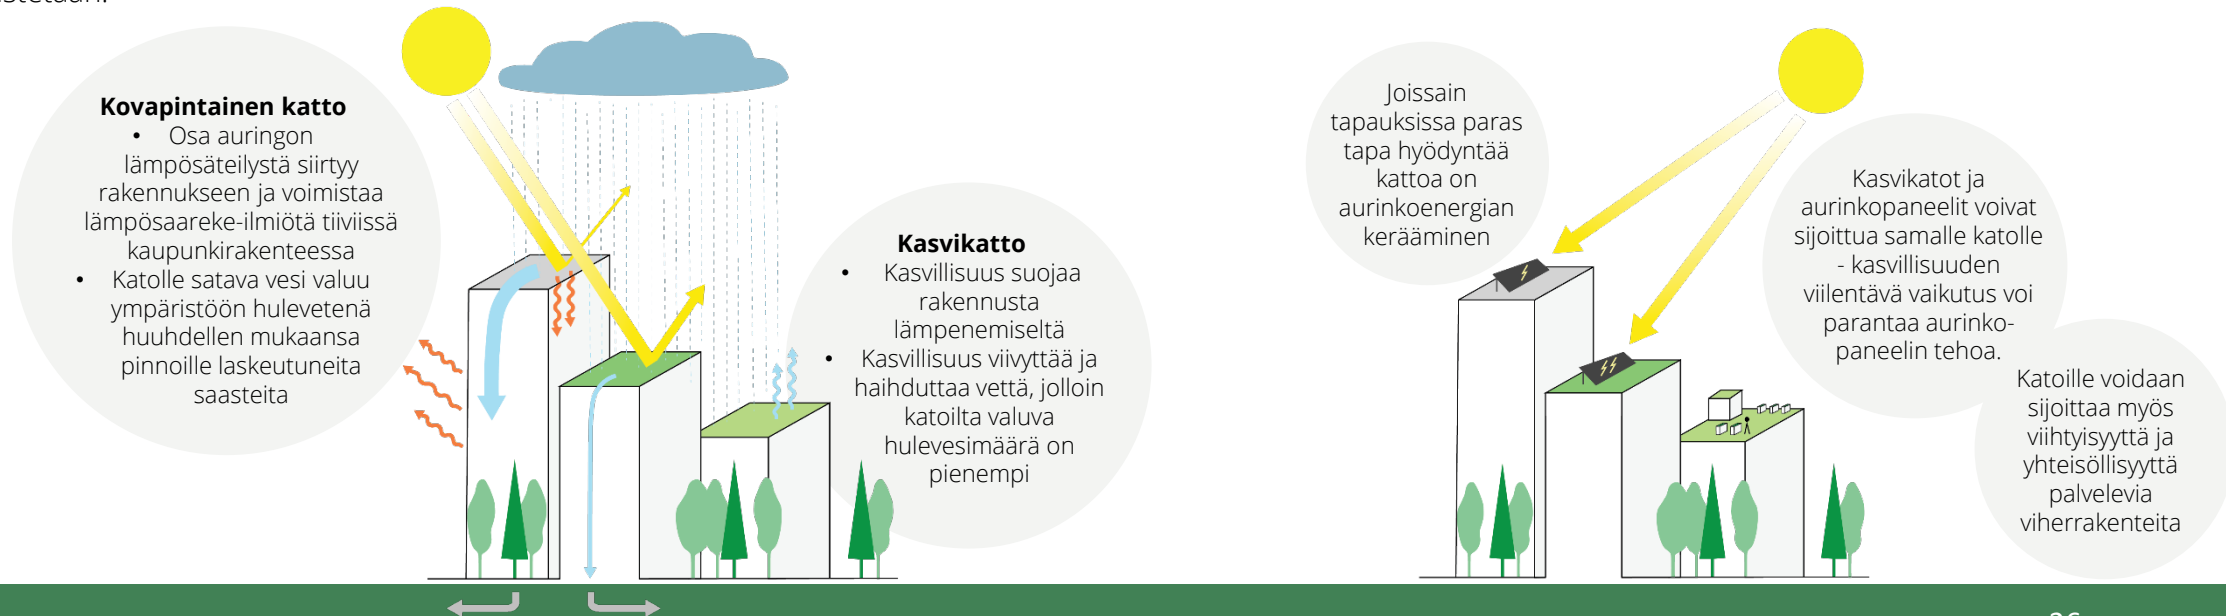 Kovapintainen katto
• Osa auringon
lämpösäteilystä siirtyy
rakennukseen ja voimistaa
lämpösaareke-ilmiötä tiiviissä
kaupunkirakenteessa
• Katolle satava vesi valuu
ympäristöön hulevetenä
huuhdellen mukaansa
pinnoille laskeutuneita
saasteita
Kasvikatto
• Kasvillisuus suojaa
rakennusta
lämpenemiseltä
• Kasvillisuus viivyttää ja
haihduttaa vettä, jolloin
katoilta valuva
hulevesimäärä on
pienempi
Joissain
tapauksissa paras
tapa hyödyntää
kattoa on
aurinkoenergian
kerääminen
Kasvikatot ja
aurinkopaneelit voivat
sijoittua samalle katolle
- kasvillisuuden
viilentävä vaikutus voi
parantaa aurinko-
paneelin tehoa.
Katoille voidaan
sijoittaa myös
viihtyisyyttä ja
yhteisöllisyyttä
palvelevia
viherrakenteita